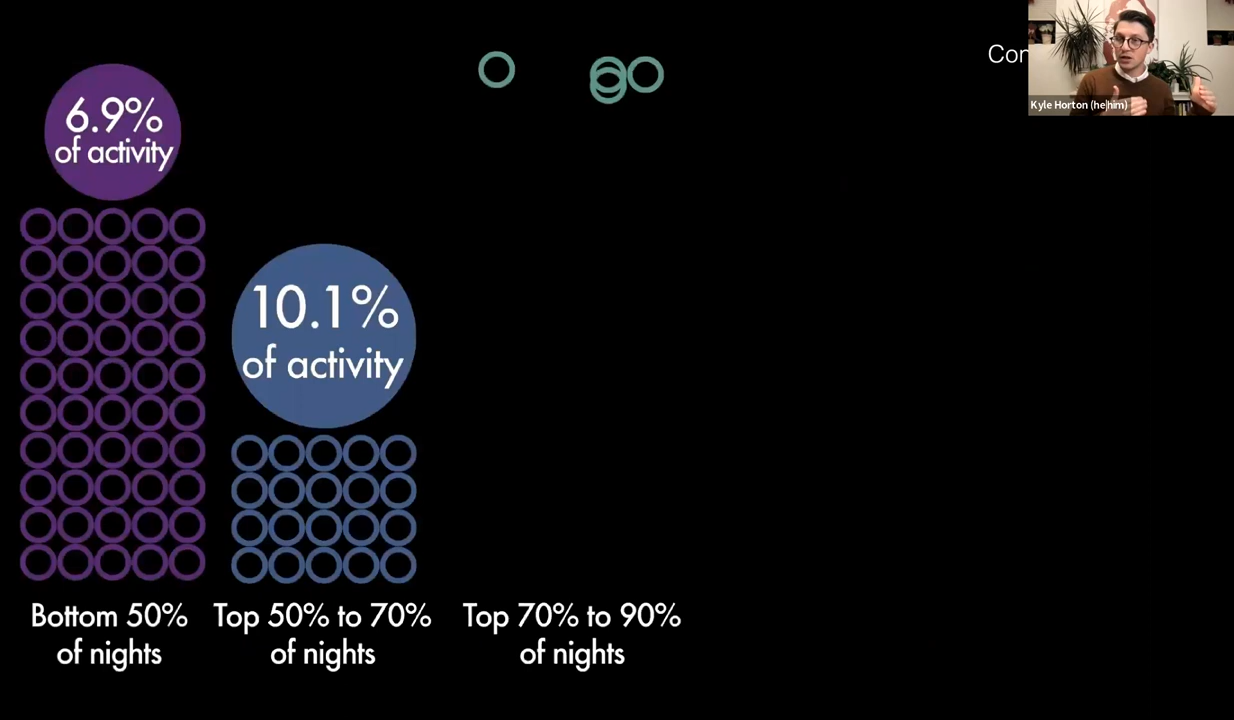 Kyle Horton (he|him)
6.9%
of activity
10.1%
of activity
Bottom 50%
of nights
Top 50% to 70%
of nights
Top 70% to 90%
of nights